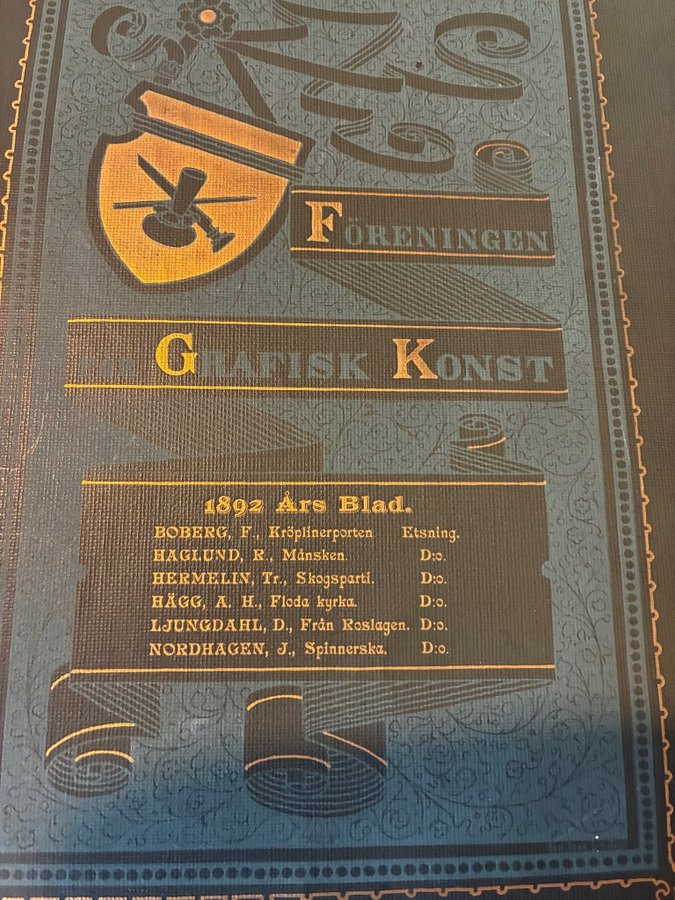 FÖRENINGEN
FÖR GRAFISK KONST
1892 Års Blad.
BOBERG, F., Kröplinerporten Etsning.
HAGLUND, R., Månsken. D:o.
HERMELIN, Tr., Skogsparti. D:o.
HÄGG, A. H., Floda kyrka. D:o.
LJUNGDAHL, D., Från Roslagen. D:o.
NORDHAGEN, J., Spinnerska. D:o.